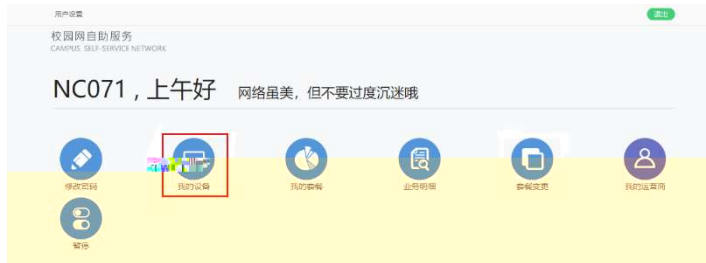 用户设置
退出
校园网自助服务
CAMPUS SELF-SERVICE NETWORK
NC071 , 上午好 网络虽美，但不要过度沉迷哦
修改密码 我的设备 我的套餐 业务明细 套餐变更 我的运营商
暂停